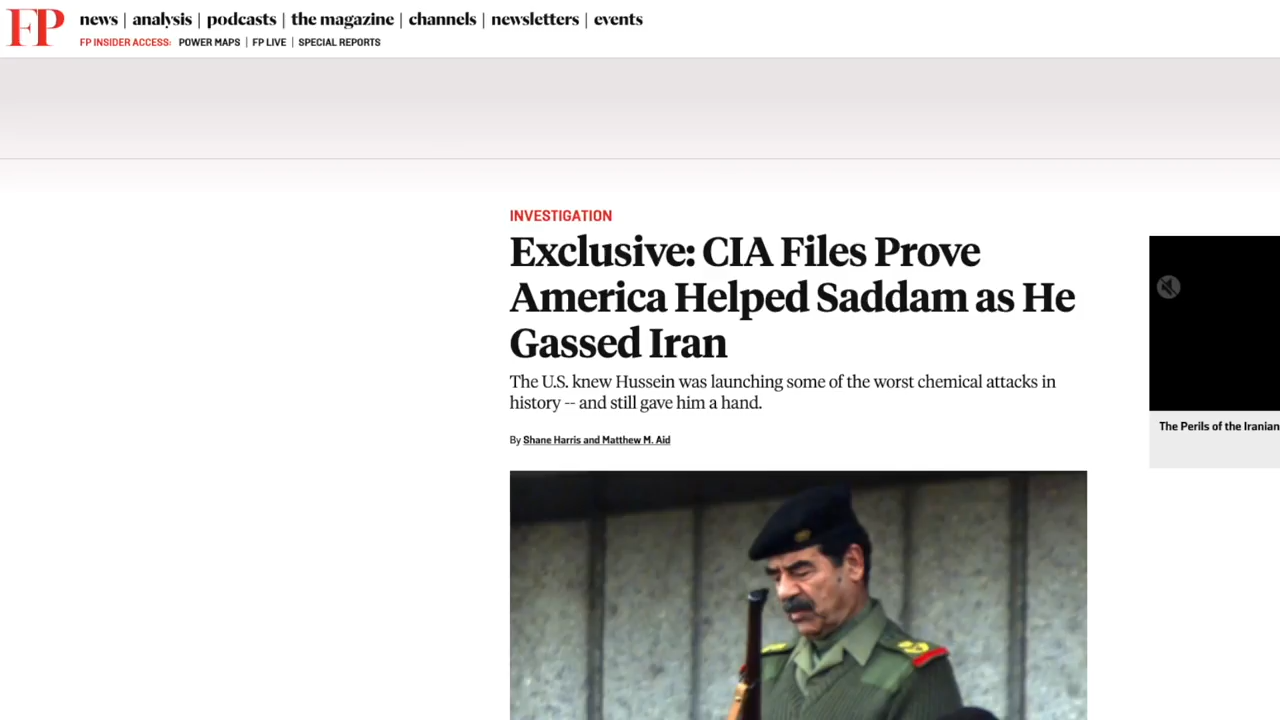 FP
news | analysis | podcasts | the magazine | channels | newsletters | events
FP INSIDER ACCESS: POWER MAPS | FP LIVE | SPECIAL REPORTS
INVESTIGATION
Exclusive: CIA Files Prove
America Helped Saddam as He
Gassed Iran
The U.S. knew Hussein was launching some of the worst chemical attacks in
history -- and still gave him a hand.
By Shane Harris and Matthew M. Aid
The Perils of the Iranian